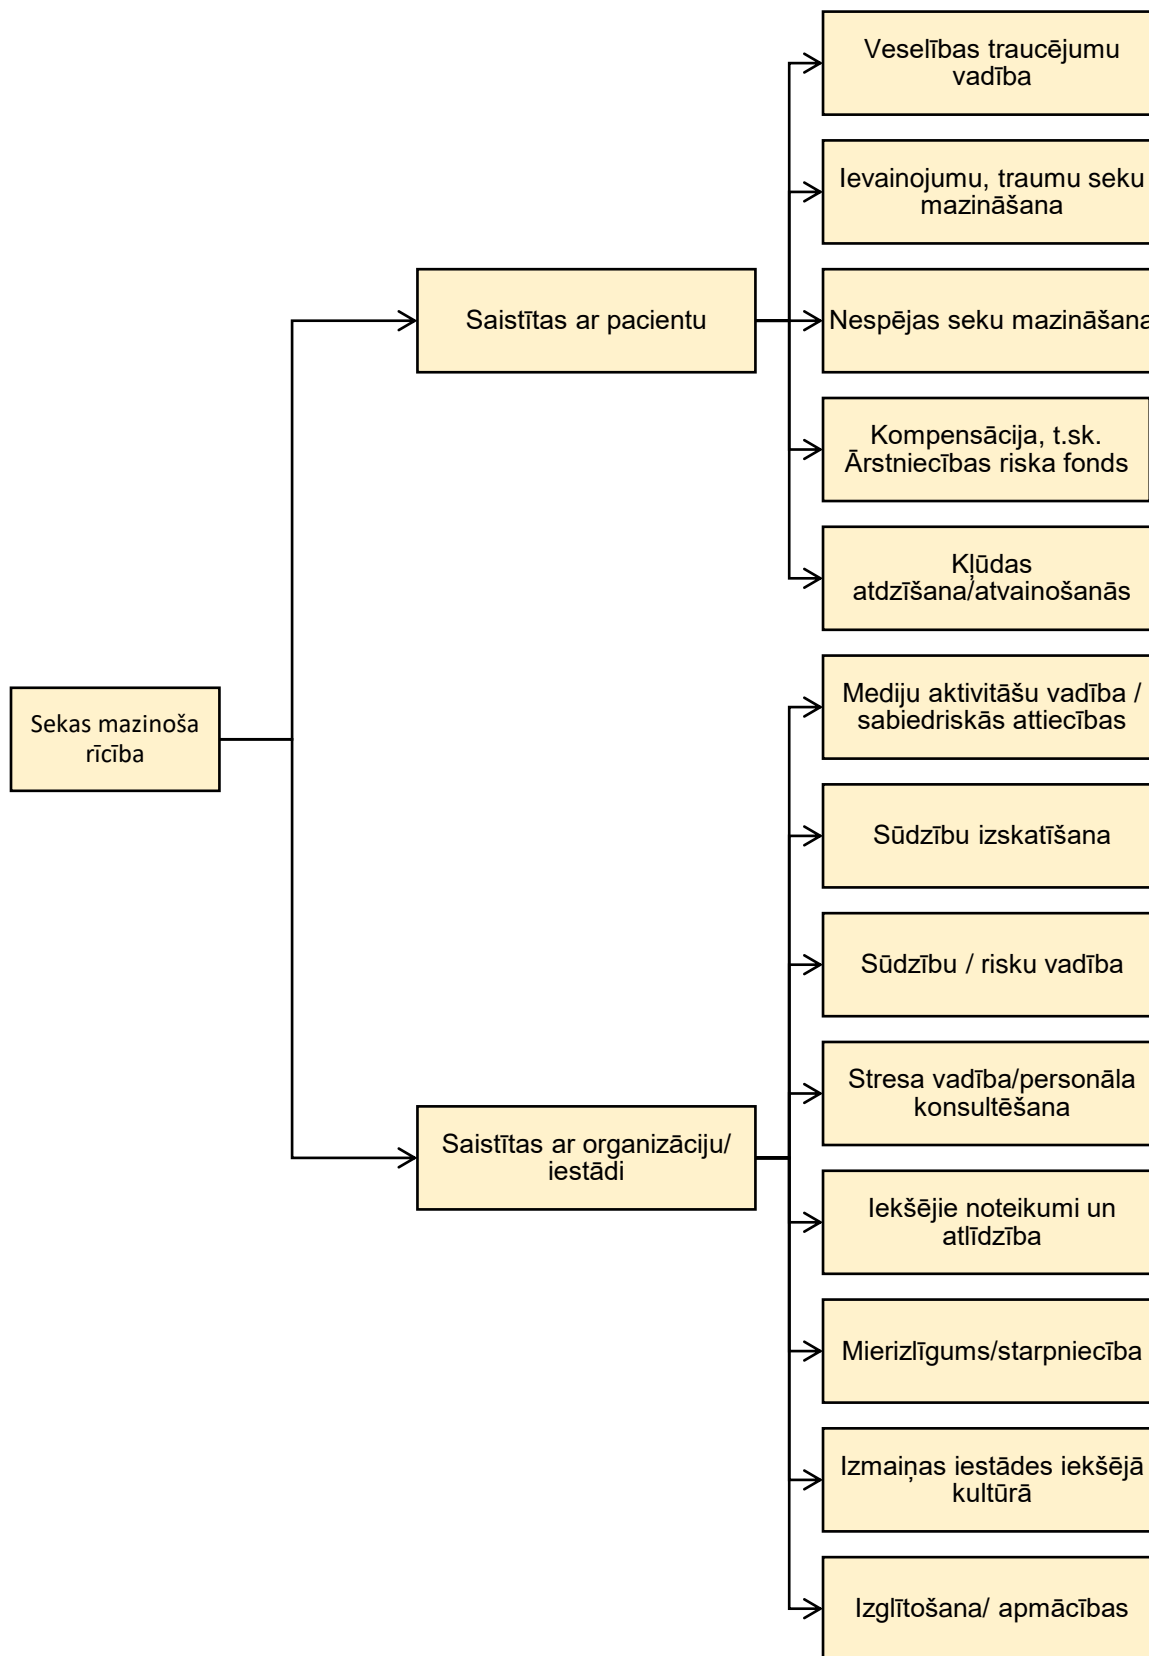 Veselības traucējumu
vadība
Ievainojumu, traumu seku
mazināšana
Saistītas ar pacientu
Nespējas seku mazināšana
Kompensācija, t.sk.
Ārstniecības riska fonds
Kļūdas
atdzīšana/atvainošanās
Sekas mazinoša
rīcība
Mediju aktivitāšu vadība /
sabiedriskās attiecības
Sūdzību izskatīšana
Sūdzību / risku vadība
Stresa vadība/personāla
konsultēšana
Saistītas ar organizāciju/
iestādi
Iekšējie noteikumi un
atlīdzība
Mierizlīgums/starpniecība
Izmaiņas iestādes iekšējā
kultūrā
Izglītošana/ apmācības